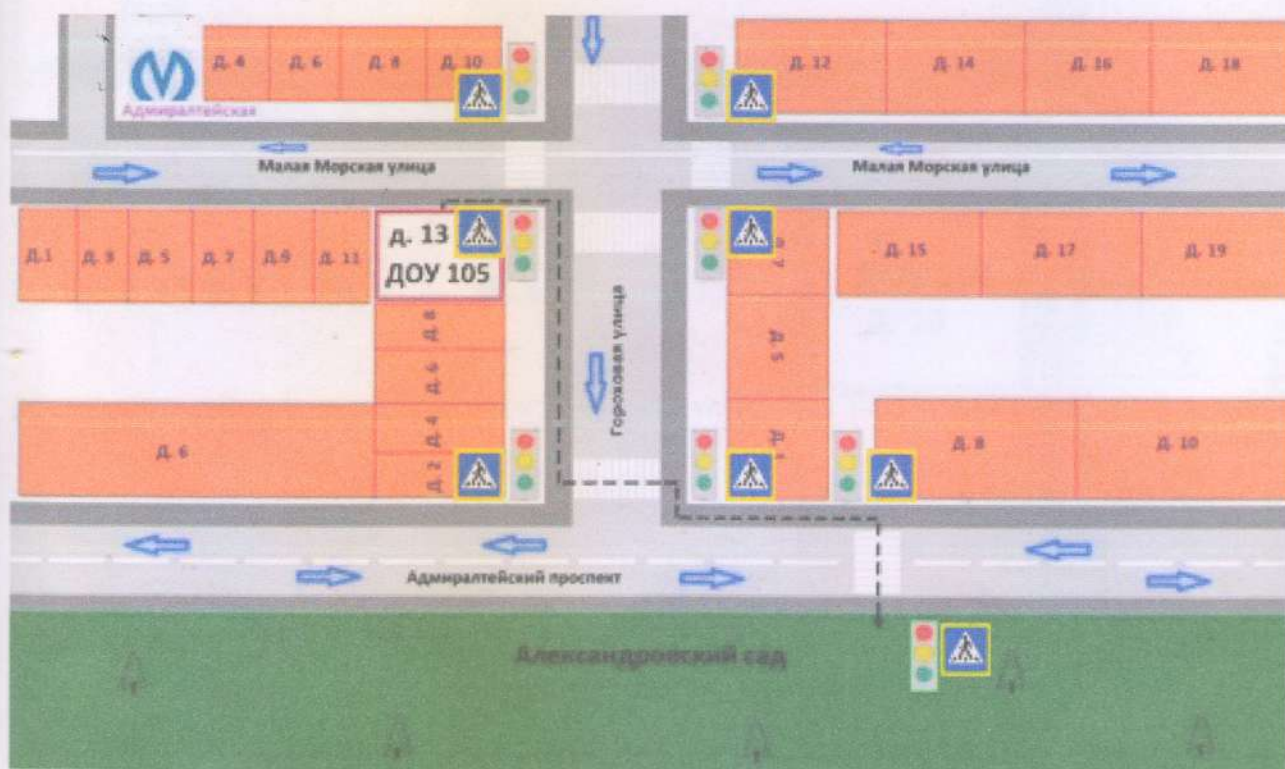 Д. 4 Д. 6 Д. 8 Д. 10 Д. 12 Д. 14 Д. 16 Д. 18
Адмиралтейская
Малая Морская улица Малая Морская улица
Д.1 Д. 3 Д. 5 Д. 7 Д.9 Д. 11 д. 13 Д. 15 Д. 17 Д. 19
ДОУ 105
Д. 8
Д. 6
Д. 4
Д. 2
Гороховая улица
Д. 5
Д. 6
Д. 8 Д. 10
Адмиралтейский проспект
Александровский сад